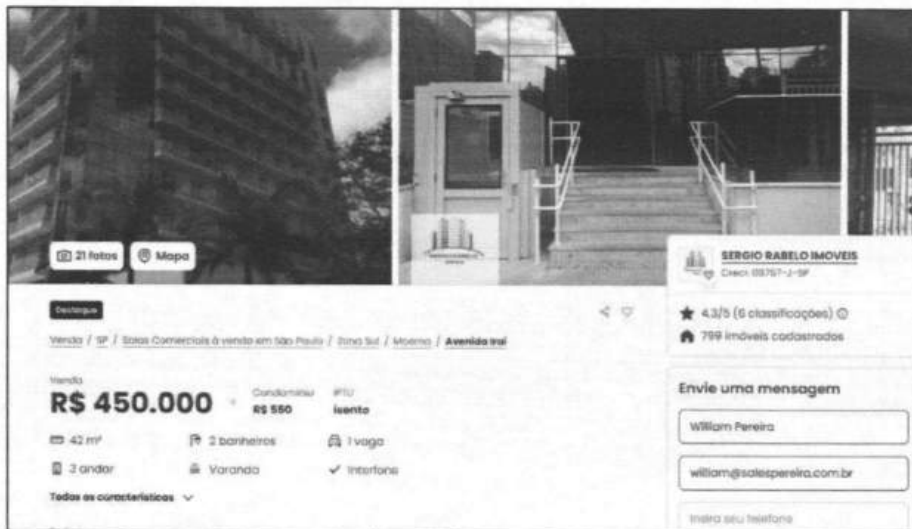 21 fotos
Mapa
SERGIO RABELO IMOVEIS
Destaque
4.3/5 (6 classificações)
799 imóveis cadastrados
Venda / SP / Salas Comerciais à venda em São Paulo / Zona Sul / Moema / Avenida Iraí
Venda
R$ 450.000
Condomínio
R$ 550
IPTU
Isento
42 m²
2 banheiros
1 vaga
3 andar
Varanda
Interfone
Todas as características
Envie uma mensagem
William Pereira
william@salespereira.com.br
Insira seu telefone